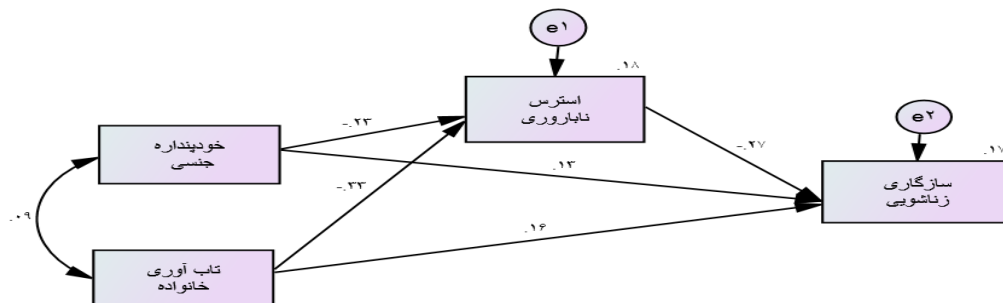 e۱
.۱۸
استرس
ناباروری
-.۲۳
e۲
.۱۷
خودپنداره
جنسی
-.۲۷
.۱۳
سازگاری
زناشویی
-.۳۳
.۰۹
.۱۶
تاب آوری
خانواده